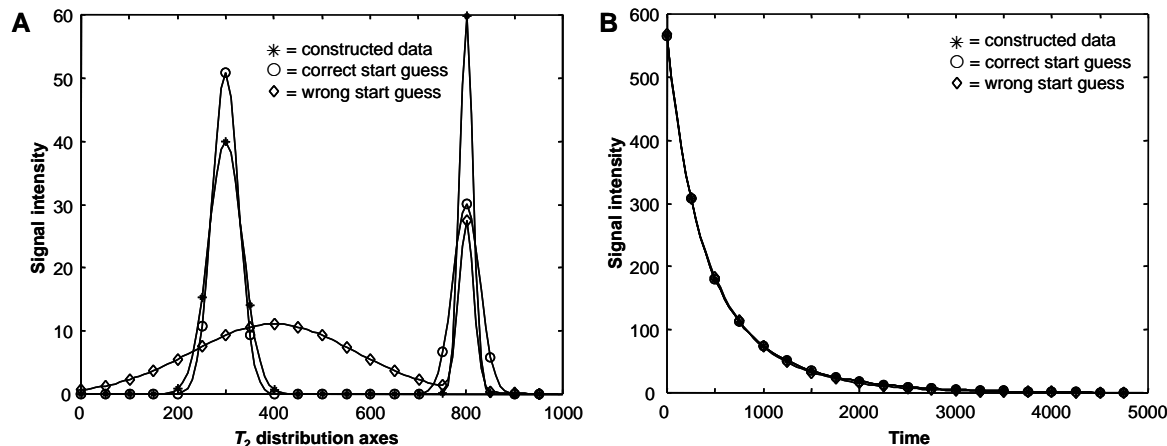 A
60
50
40
30
20
10
0
Signal intensity
✳ = constructed data
○ = correct start guess
◇ = wrong start guess
0 200 400 600 800 1000
T₂ distribution axes
B
600
500
400
300
200
100
0
Signal intensity
✳ = constructed data
○ = correct start guess
◇ = wrong start guess
0 1000 2000 3000 4000 5000
Time